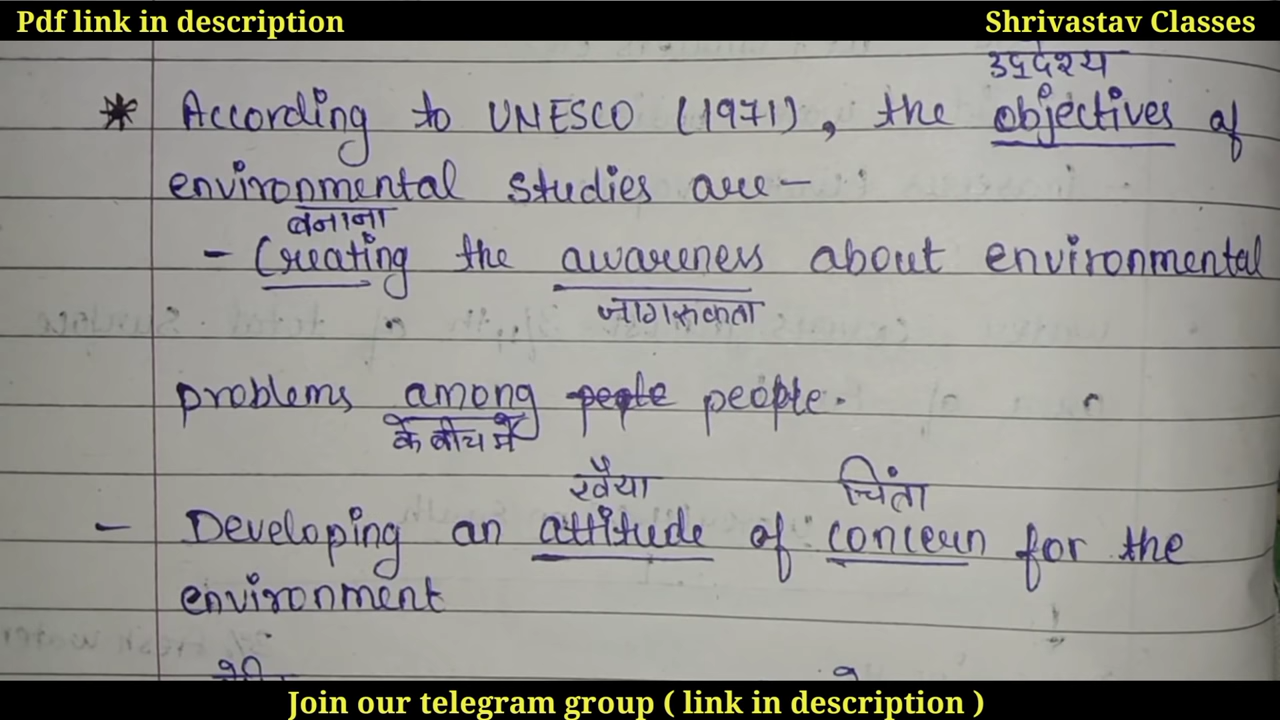 Pdf link in description
Shrivastav Classes
उद्देश्य
* According to UNESCO (1971), the objectives of
environmental studies are-
बनाना
- Creating the awareness about environmental
जागरूकता
problems among people.
के बीच में
रवैया चिंता
- Developing an attitude of concern for the
environment
Join our telegram group ( link in description )